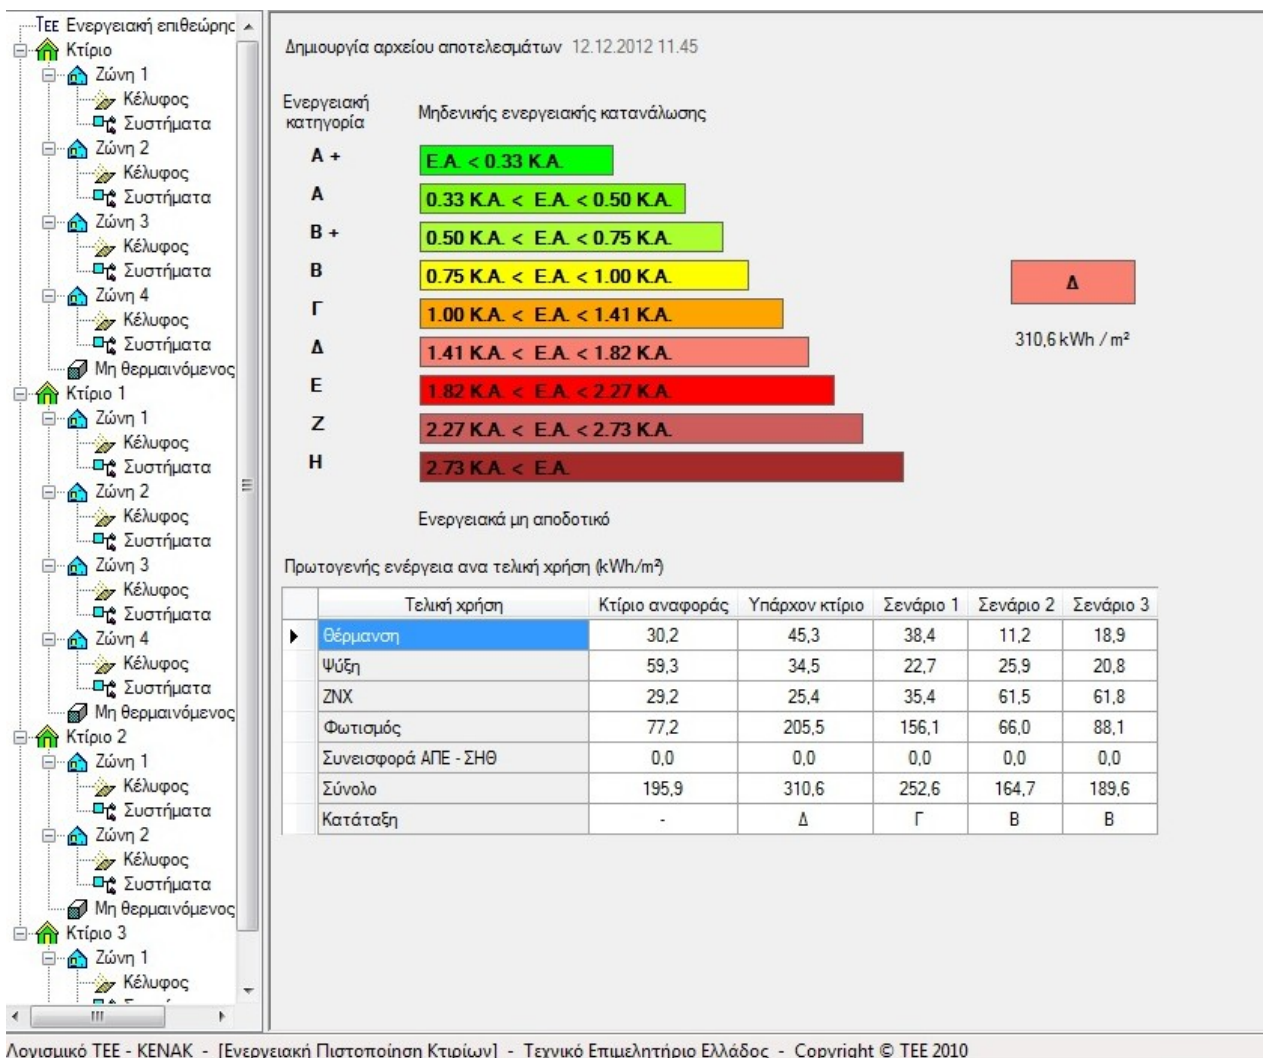 ΤΕΕ Ενεργειακή επιθεώρησ
Κτίριο
Ζώνη 1
Κέλυφος
Συστήματα
Ζώνη 2
Κέλυφος
Συστήματα
Ζώνη 3
Κέλυφος
Συστήματα
Ζώνη 4
Κέλυφος
Συστήματα
Μη θερμαινόμενος
Κτίριο 1
Ζώνη 1
Κέλυφος
Συστήματα
Ζώνη 2
Κέλυφος
Συστήματα
Ζώνη 3
Κέλυφος
Συστήματα
Ζώνη 4
Κέλυφος
Συστήματα
Μη θερμαινόμενος
Κτίριο 2
Ζώνη 1
Κέλυφος
Συστήματα
Ζώνη 2
Κέλυφος
Συστήματα
Μη θερμαινόμενος
Κτίριο 3
Ζώνη 1
Κέλυφος
Δημιουργία αρχείου αποτελεσμάτων 12.12.2012 11.45
Ενεργειακή
κατηγορία
Μηδενικής ενεργειακής κατανάλωσης
Α + Ε.Α. < 0.33 Κ.Α.
Α 0.33 Κ.Α. < Ε.Α. < 0.50 Κ.Α.
Β + 0.50 Κ.Α. < Ε.Α. < 0.75 Κ.Α.
Β 0.75 Κ.Α. < Ε.Α. < 1.00 Κ.Α.
Γ 1.00 Κ.Α. < Ε.Α. < 1.41 Κ.Α.
Δ 1.41 Κ.Α. < Ε.Α. < 1.82 Κ.Α.
Ε 1.82 Κ.Α. < Ε.Α. < 2.27 Κ.Α.
Ζ 2.27 Κ.Α. < Ε.Α. < 2.73 Κ.Α.
Η 2.73 Κ.Α. < Ε.Α.
Δ
310,6 kWh / m²
Ενεργειακά μη αποδοτικό
Πρωτογενής ενέργεια ανα τελική χρήση (kWh/m²)
Τελική χρήση Κτίριο αναφοράς Υπάρχον κτίριο Σενάριο 1 Σενάριο 2 Σενάριο 3
Θέρμανση 30,2 45,3 38,4 11,2 18,9
Ψύξη 59,3 34,5 22,7 25,9 20,8
ΖΝΧ 29,2 25,4 35,4 61,5 61,8
Φωτισμός 77,2 205,5 156,1 66,0 88,1
Συνεισφορά ΑΠΕ - ΣΗΘ 0,0 0,0 0,0 0,0 0,0
Σύνολο 195,9 310,6 252,6 164,7 189,6
Κατάταξη - Δ Γ Β Β
Λογισμικό ΤΕΕ - ΚΕΝΑΚ - [Ενεργειακή Πιστοποίηση Κτιρίων] - Τεχνικό Επιμελητήριο Ελλάδος - Copyright © ΤΕΕ 2010